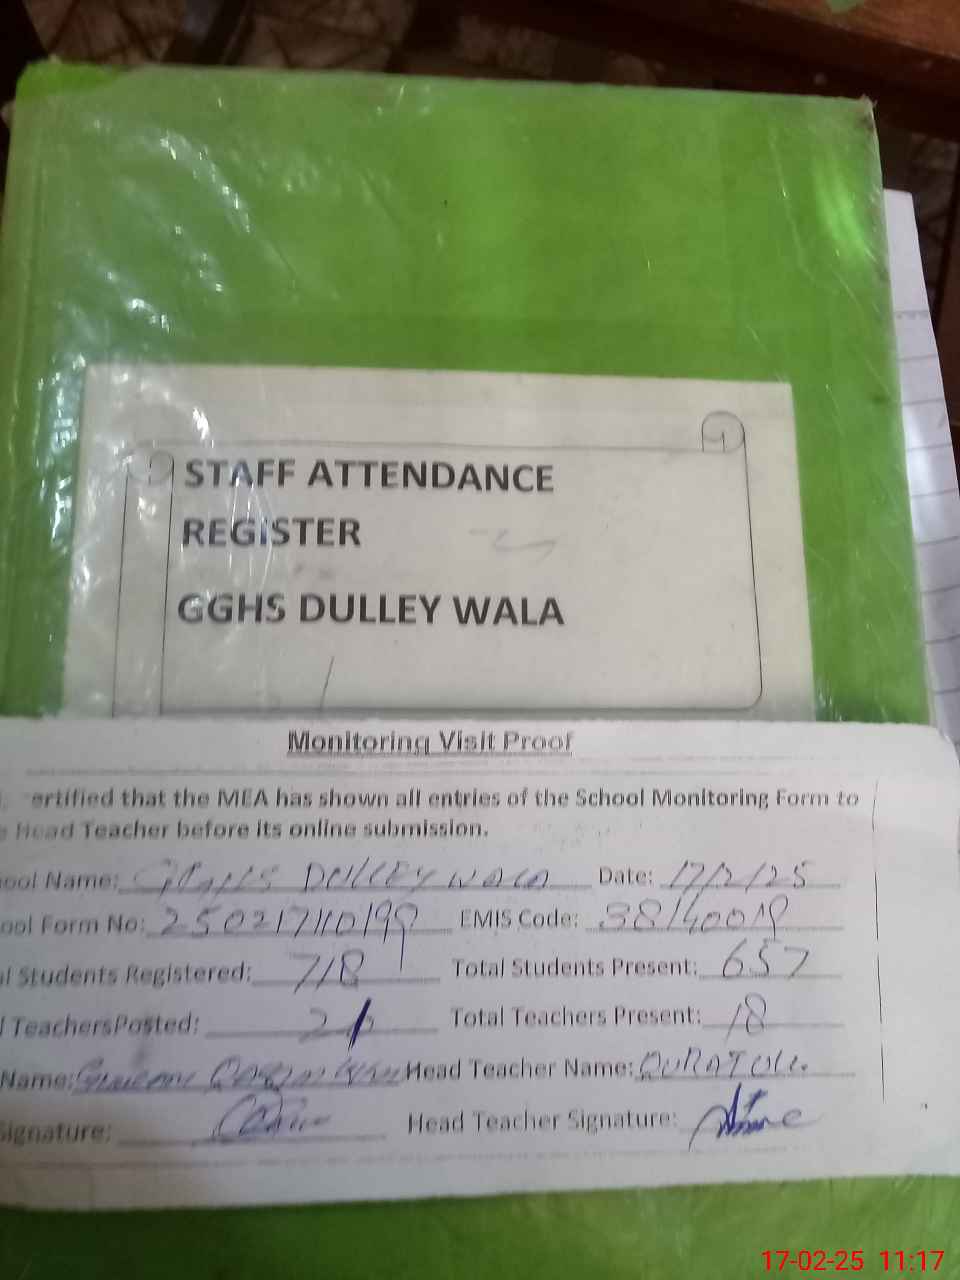 STAFF ATTENDANCE
REGISTER
GGHS DULLEY WALA
Monitoring Visit Proof
ertified that the MEA has shown all entries of the School Monitoring Form to
Head Teacher before its online submission.
ool Name: GGHS DULLEY WALA Date: 17/2/25
ool Form No: EMIS Code:
l Students Registered: 718 Total Students Present: 657
l TeachersPosted: 21 Total Teachers Present: 18
Name: Head Teacher Name:
Signature: Head Teacher Signature:
17-02-25 11:17